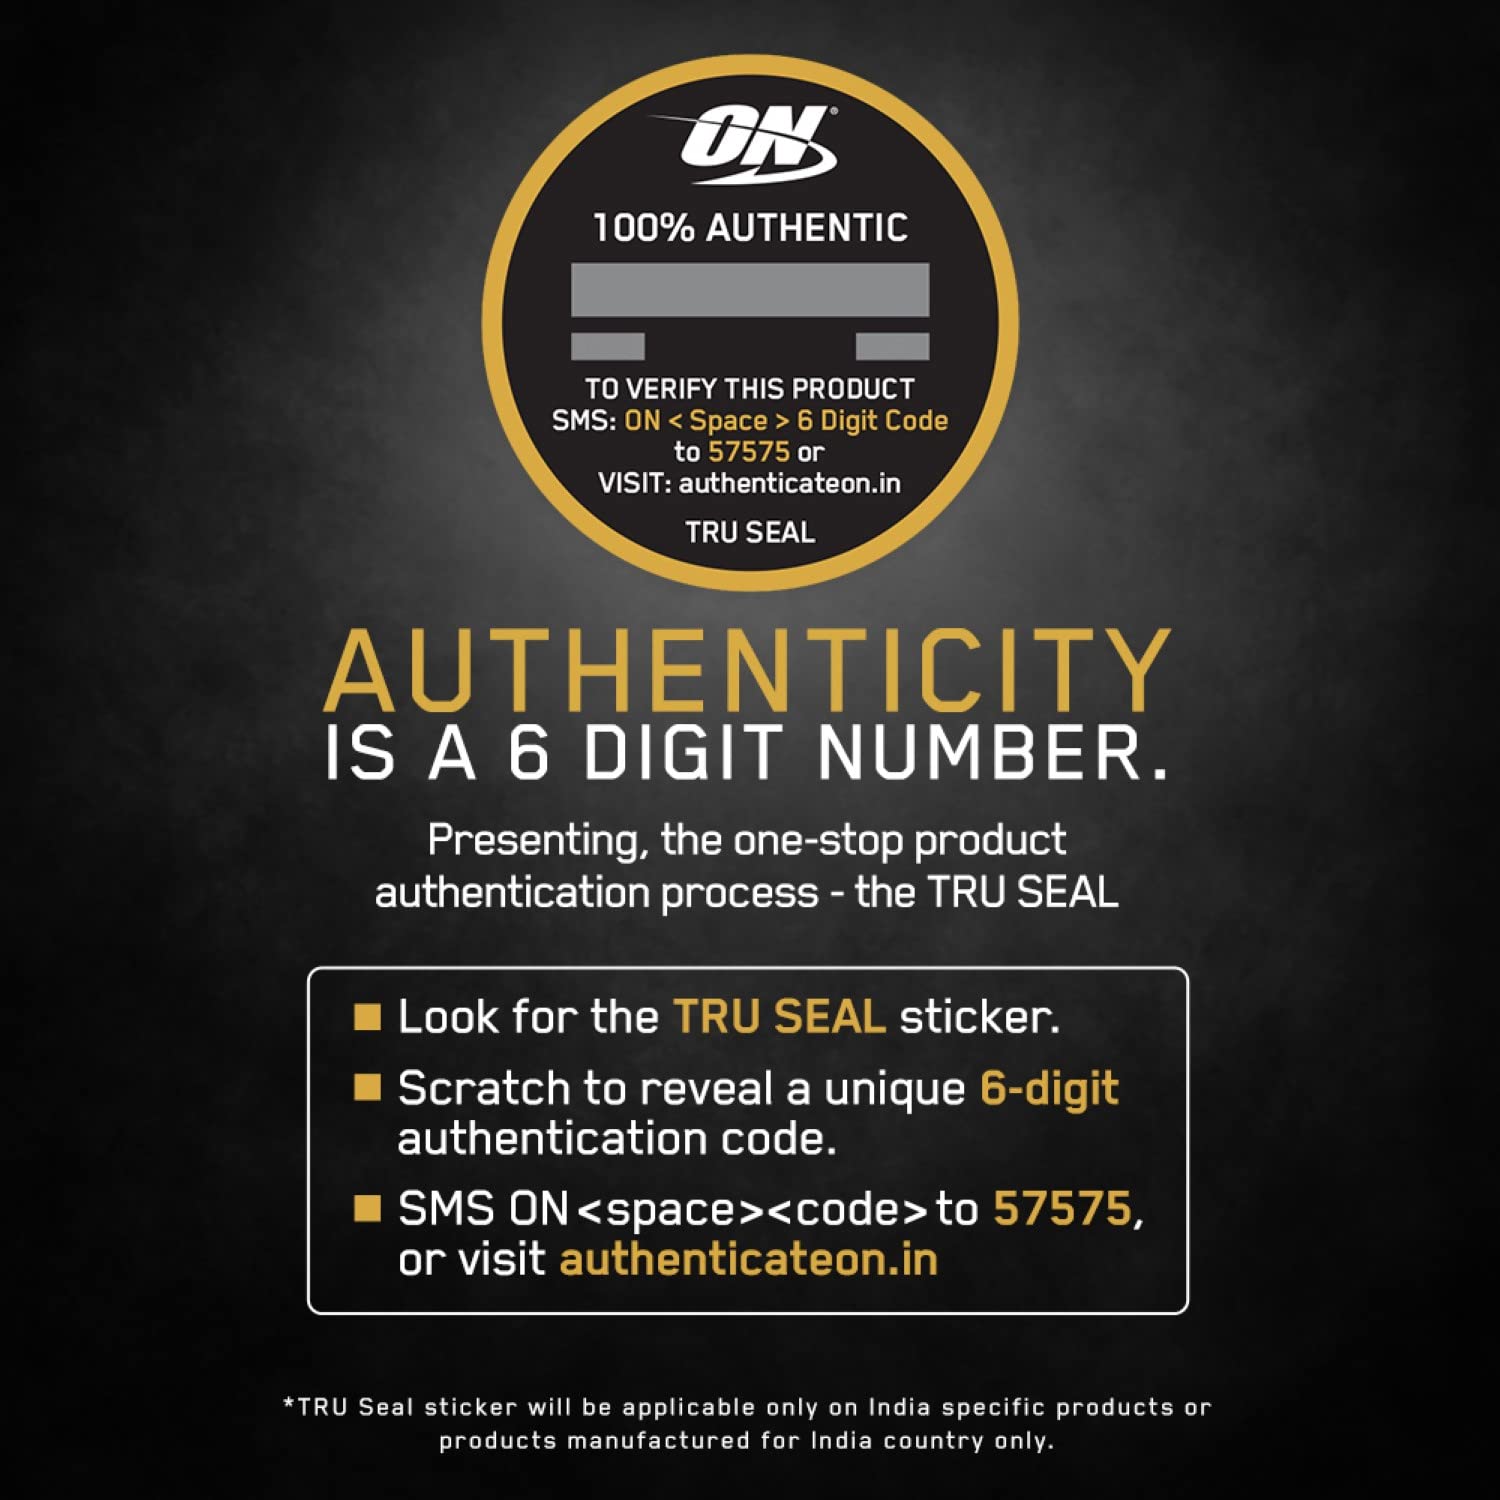 ON®
100% AUTHENTIC
TO VERIFY THIS PRODUCT
SMS: ON < Space > 6 Digit Code
to 57575 or
VISIT: authenticateon.in
TRU SEAL
AUTHENTICITY
IS A 6 DIGIT NUMBER.
Presenting, the one-stop product
authentication process - the TRU SEAL
Look for the TRU SEAL sticker.
Scratch to reveal a unique 6-digit
authentication code.
SMS ON<space><code>to 57575,
or visit authenticateon.in
*TRU Seal sticker will be applicable only on India specific products or
products manufactured for India country only.